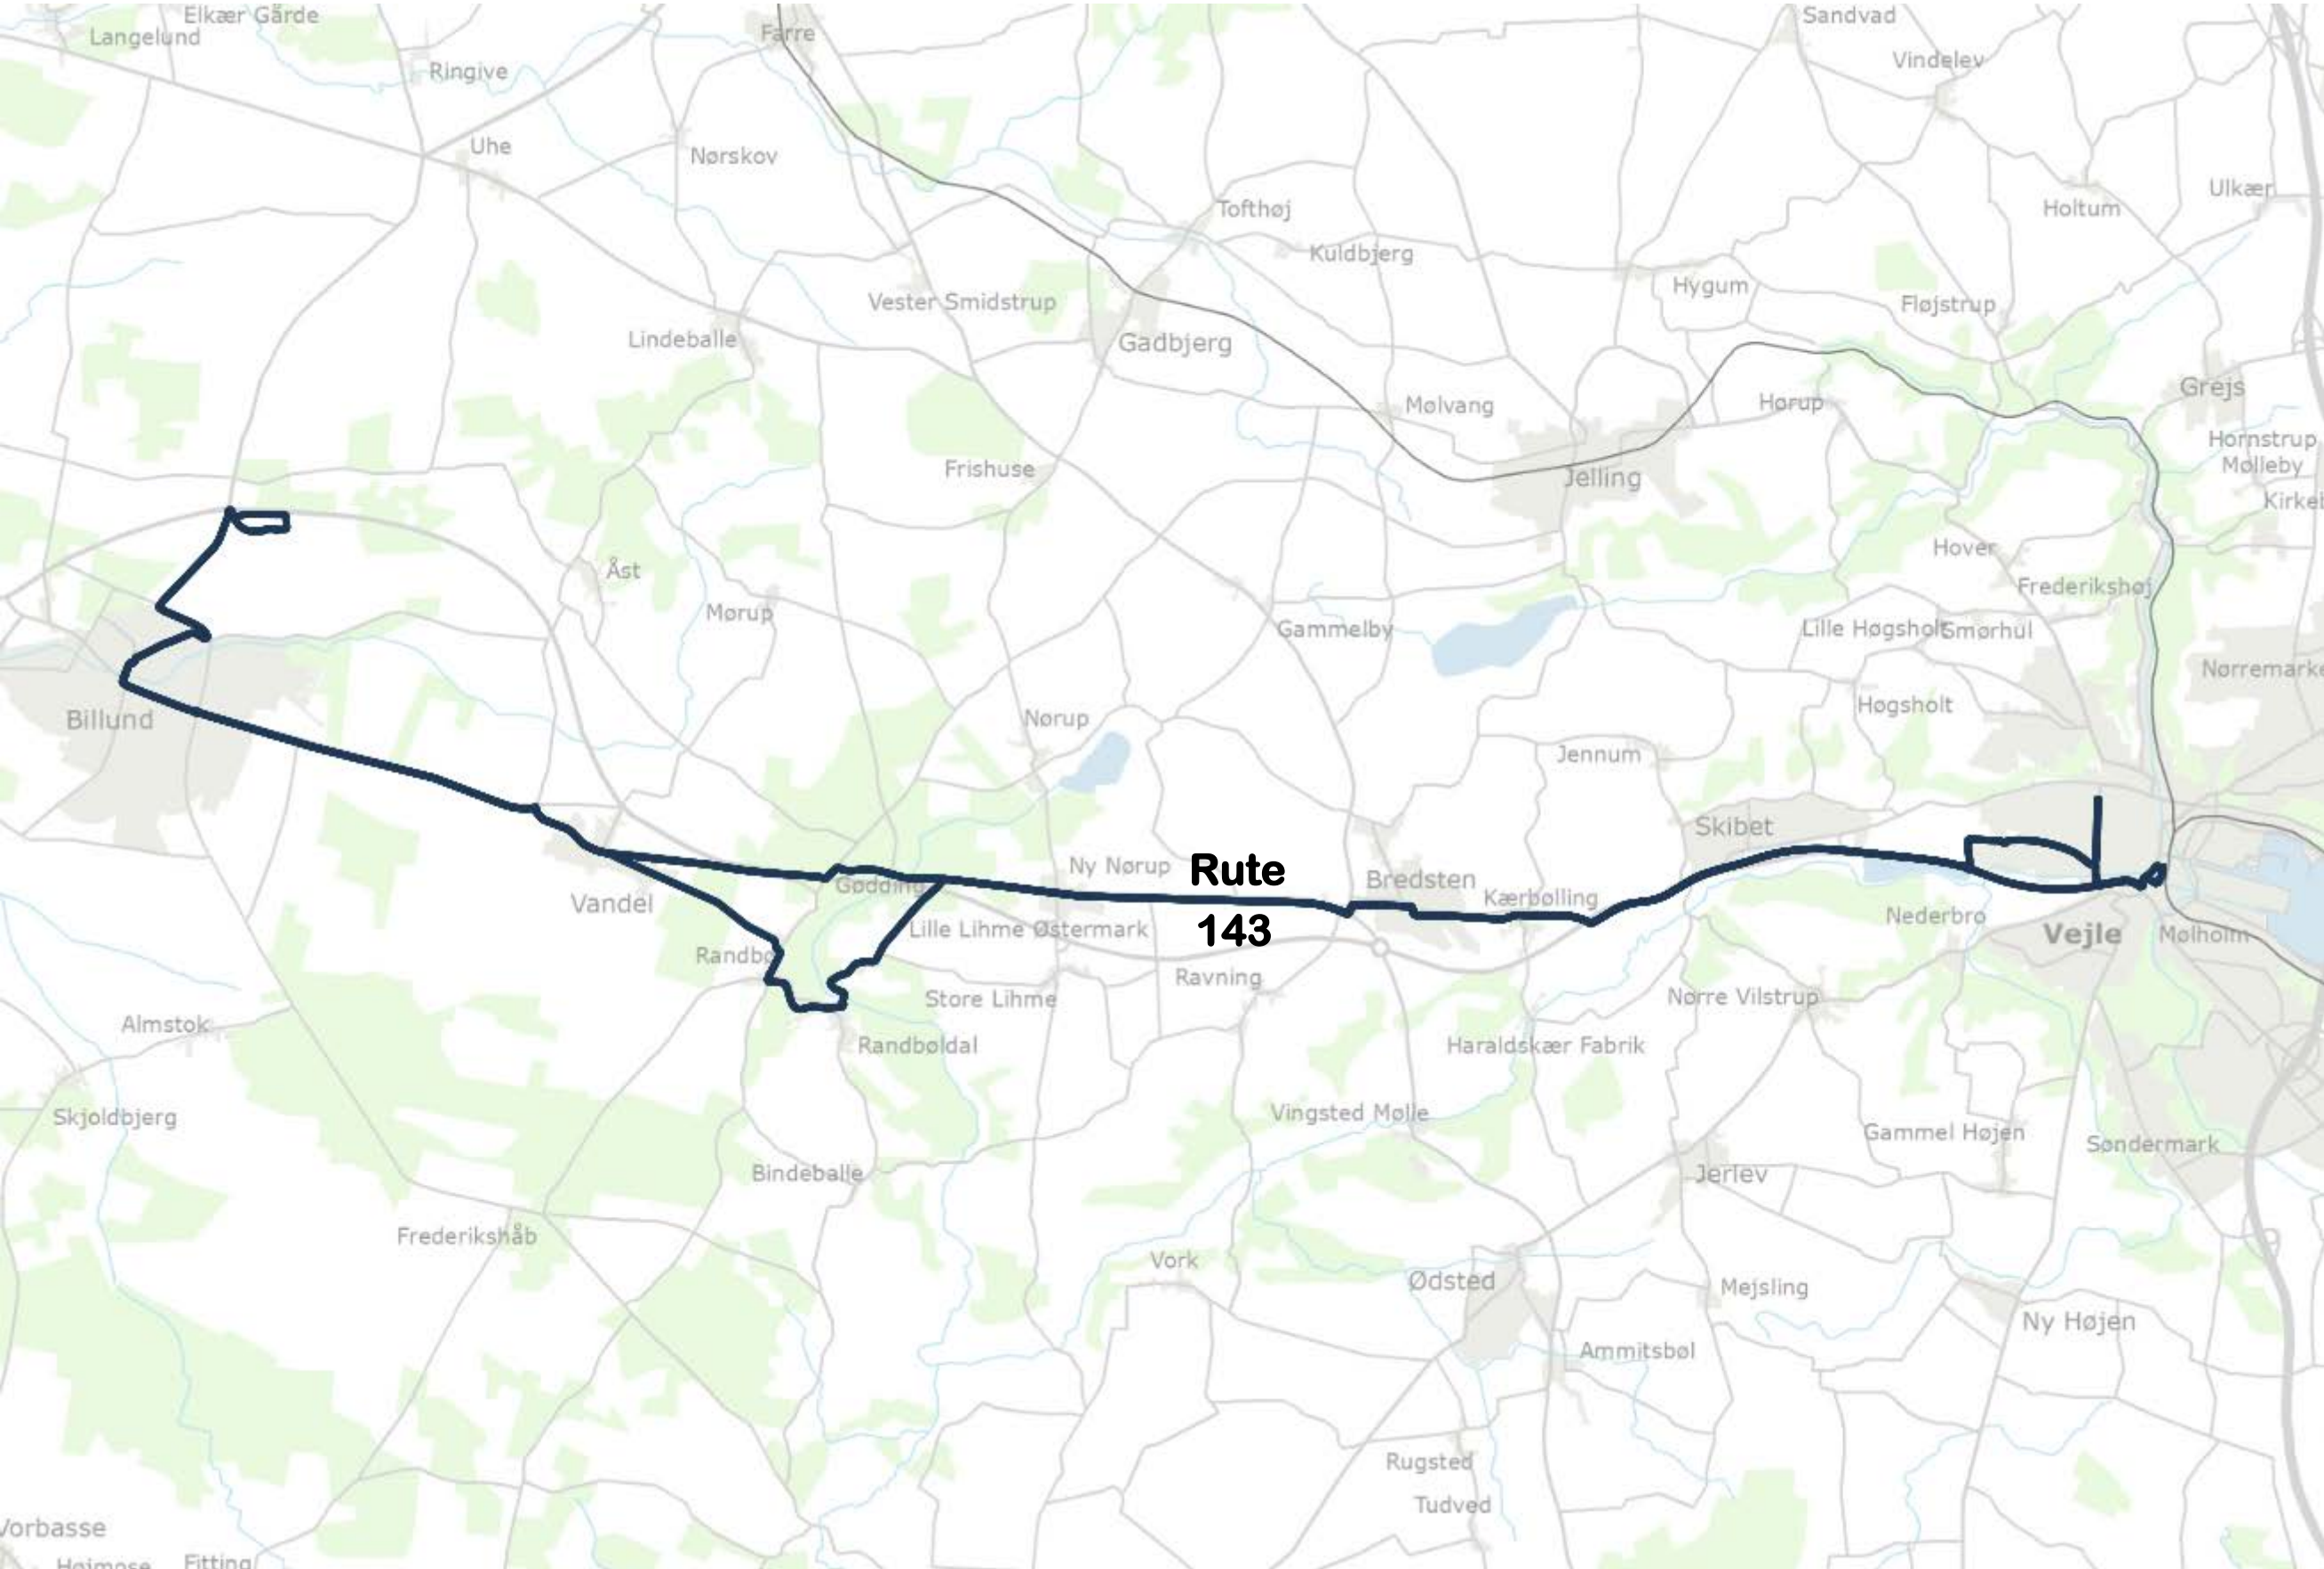 Elkær Gårde
Langelund
Farre
Sandvad
Ringive
Vindelev
Uhe
Nørskov
Ulkær
Tofthøj
Holtum
Kuldbjerg
Hygum
Vester Smidstrup
Fløjstrup
Lindeballe
Gadbjerg
Grejs
Mølvang
Hørup
Hornstrup
Mølleby
Frishuse
Jelling
Hover
Åst
Frederikshøj
Mørup
Gammelby
Lille Høgsholt
Smørhul
Nørremarke
Høgsholt
Billund
Nørup
Jennum
Skibet
Ny Nørup
Rute
143
Gødding
Bredsten
Kærbølling
Vandel
Nederbro
Lille Lihme
Østermark
Vejle
Mølholm
Ravning
Store Lihme
Nørre Vilstrup
Almstok
Randbøldal
Haraldskær Fabrik
Skjoldbjerg
Vingsted Mølle
Gammel Højen
Søndermark
Bindeballe
Jerlev
Frederikshåb
Vork
Ødsted
Mejsling
Ny Højen
Ammitsbøl
Rugsted
Tudved
Vorbasse
Fitting